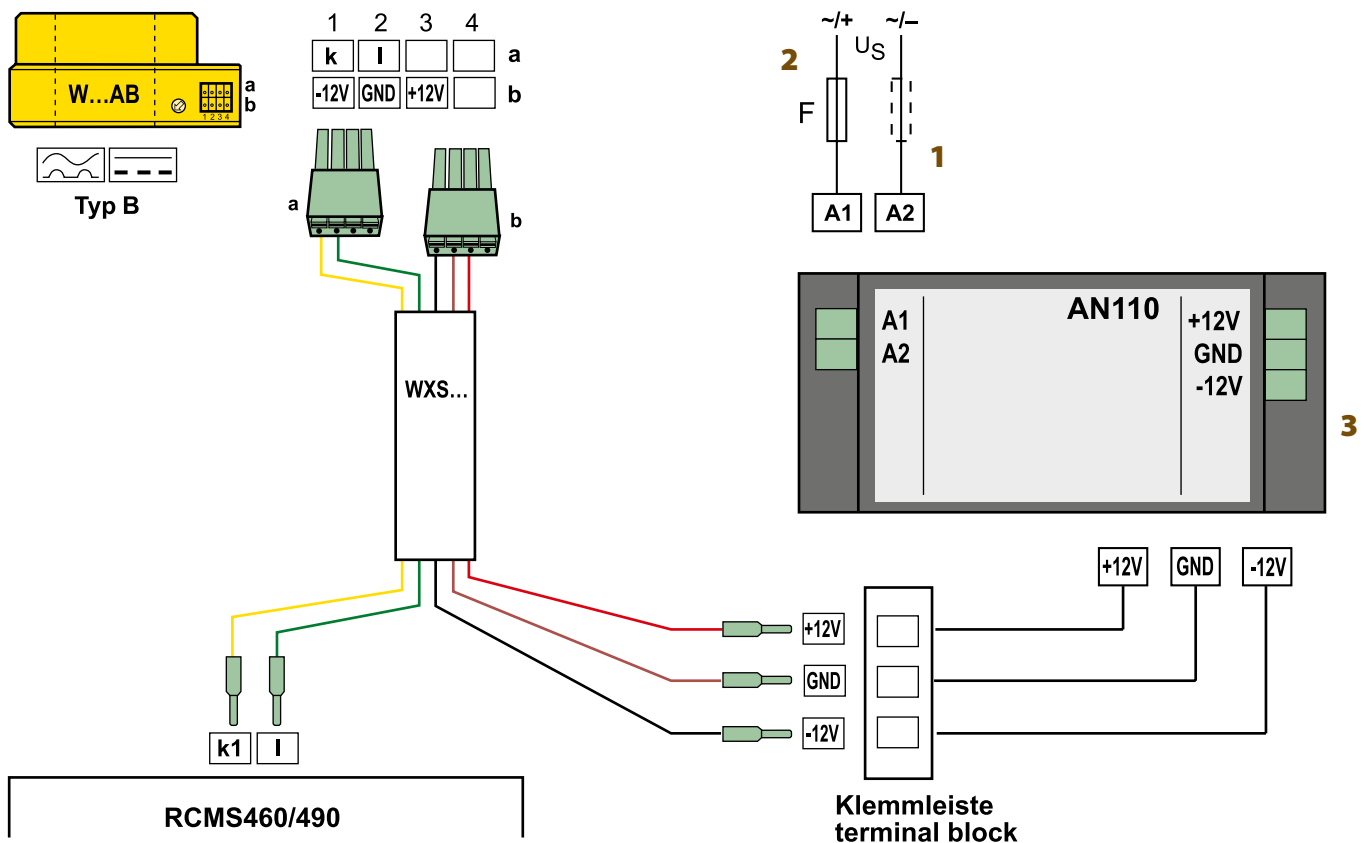 1 2 3 4
k l a
-12V GND +12V b
W...AB
a
b
1 2 3 4
Typ B
a
b
WXS...
k1 l
RCMS460/490
~/+ ~/–
US
2
F
1
A1 A2
AN110
A1
A2
+12V
GND
-12V
3
+12V GND -12V
+12V
GND
-12V
Klemmleiste
terminal block